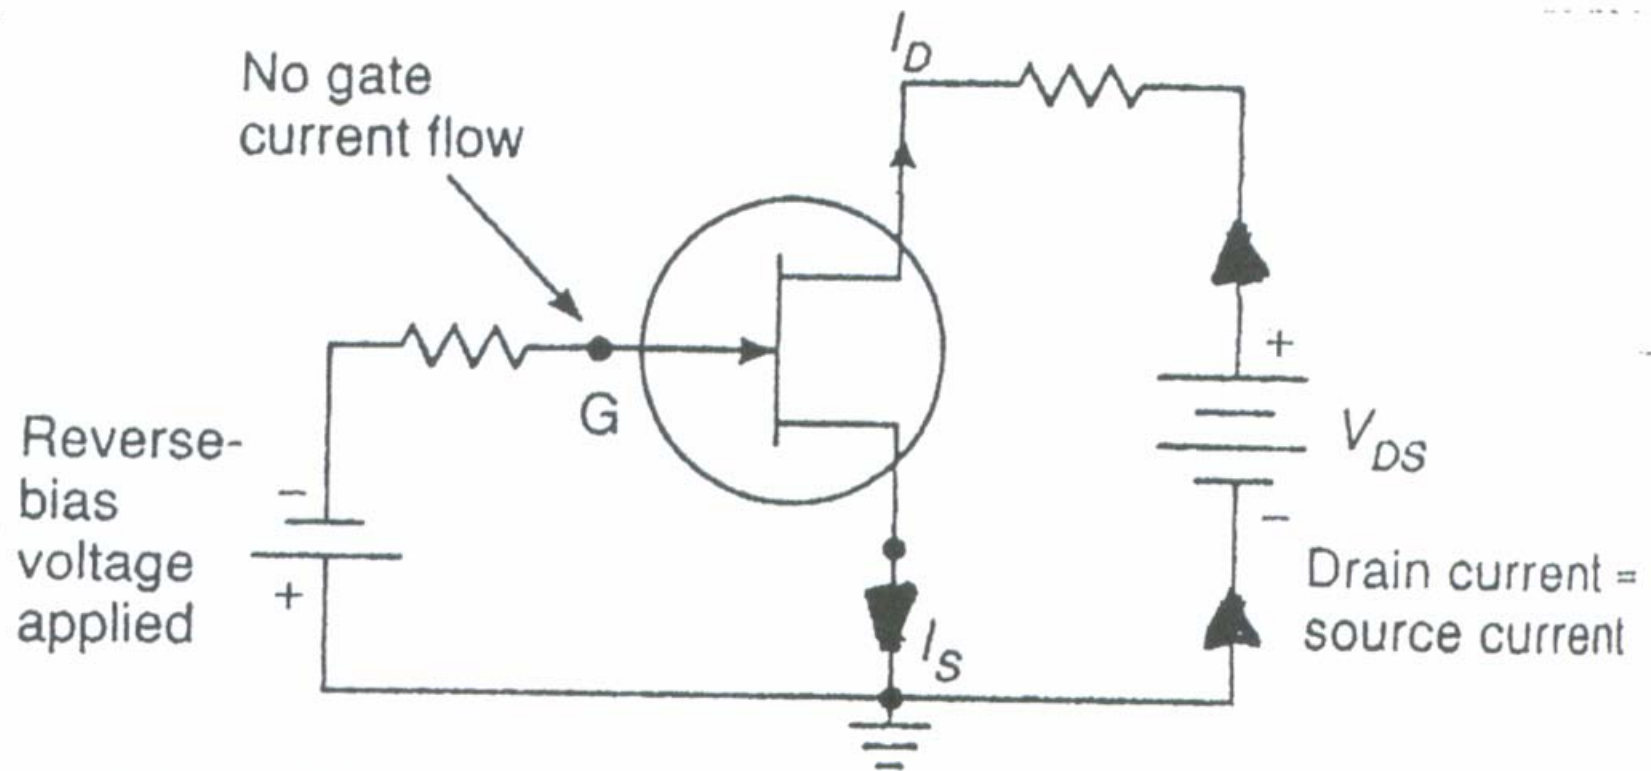 No gate
current flow
I_D
G
Reverse-
bias
voltage
applied
−
+
+
V_DS
−
Drain current =
source current
I_S